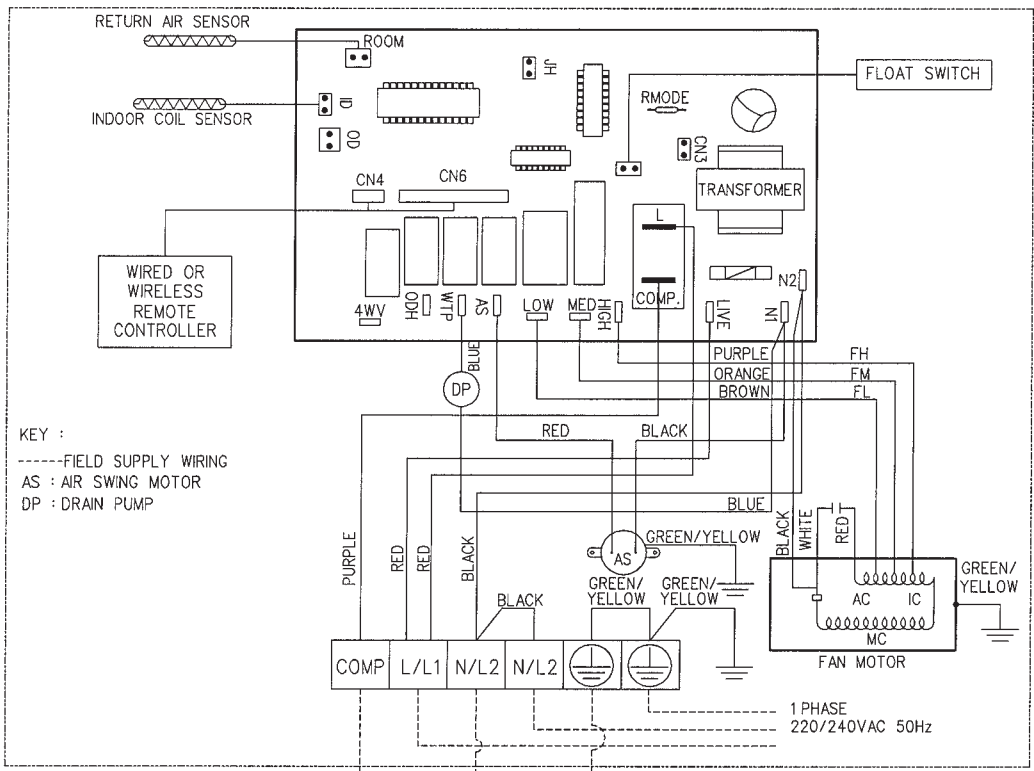 RETURN AIR SENSOR
ROOM
JH
FLOAT SWITCH
RMODE
ID
INDOOR COIL SENSOR
OD
CN3
CN4
CN6
TRANSFORMER
L
WIRED OR
WIRELESS
REMOTE
CONTROLLER
N2
COMP.
4WV
ODH
WTP
AS
LOW
MED
HIGH
LIVE
N1
BLUE
PURPLE
FH
ORANGE
FM
BROWN
FL
DP
RED
BLACK
KEY :
------FIELD SUPPLY WIRING
AS : AIR SWING MOTOR
DP : DRAIN PUMP
BLUE
BLACK
WHITE
RED
PURPLE
RED
RED
BLACK
GREEN/YELLOW
AS
GREEN/
YELLOW
GREEN/
YELLOW
GREEN/
YELLOW
BLACK
AC
IC
MC
FAN MOTOR
COMP
L/L1
N/L2
N/L2
1 PHASE
220/240VAC 50Hz